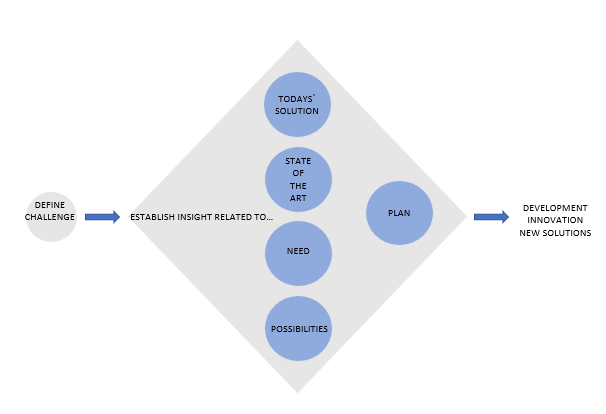 DEFINE
CHALLENGE
ESTABLISH INSIGHT RELATED TO...
TODAYS`
SOLUTION
STATE
OF
THE
ART
NEED
POSSIBILITIES
PLAN
DEVELOPMENT
INNOVATION
NEW SOLUTIONS